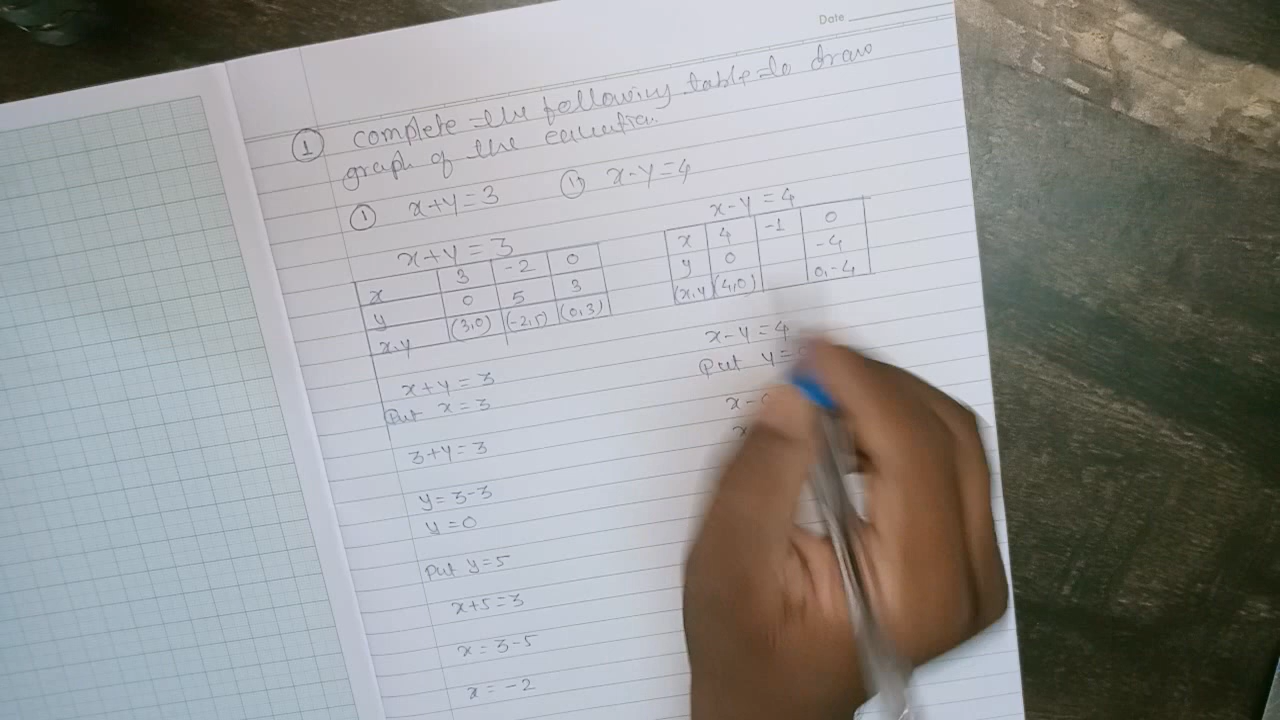 Date
① complete the following table to draw
graph of the equation.
① x+y=3 ⑪ x-y=4
x+y=3
x 3 -2 0
y 0 5 3
x,y (3,0) (-2,5) (0,3)
x+y=3
Put x=3
3+y=3
y=3-3
y=0
Put y=5
x+5=3
x=3-5
x=-2
x-y=4
x 4 -1 0
y 0 -4
(x,y) (4,0) 0,-4
x-y=4
Put y=
x-
x